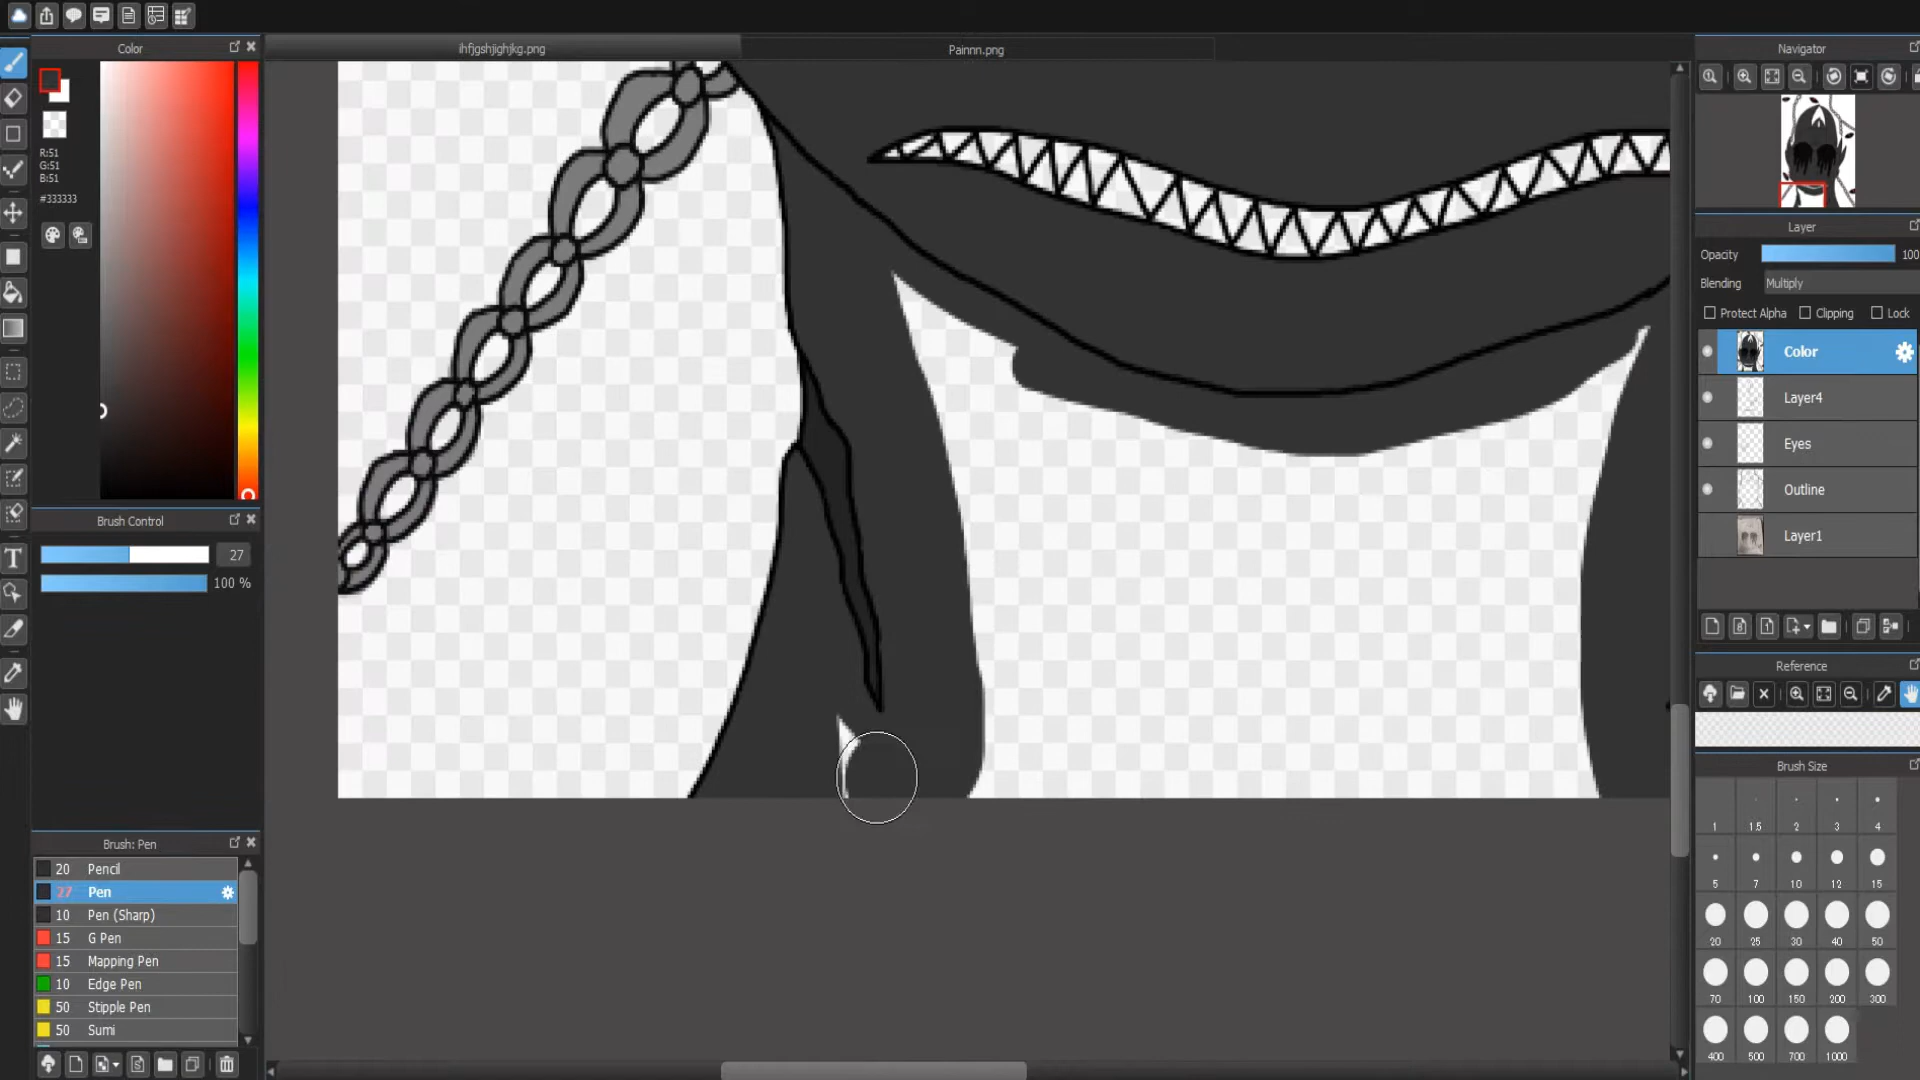 Color
ihfjgshjighjkg.png
Painnn.png
Navigator
R:51
G:51
B:51
#333333
Layer
Opacity 100
Blending Multiply
Protect Alpha Clipping Lock
Color
Layer4
Eyes
Outline
Layer1
Brush Control
27
100 %
Reference
Brush Size
1 1.5 2 3 4
5 7 10 12 15
20 25 30 40 50
70 100 150 200 300
400 500 700 1000
Brush: Pen
20 Pencil
27 Pen
10 Pen (Sharp)
15 G Pen
15 Mapping Pen
10 Edge Pen
50 Stipple Pen
50 Sumi